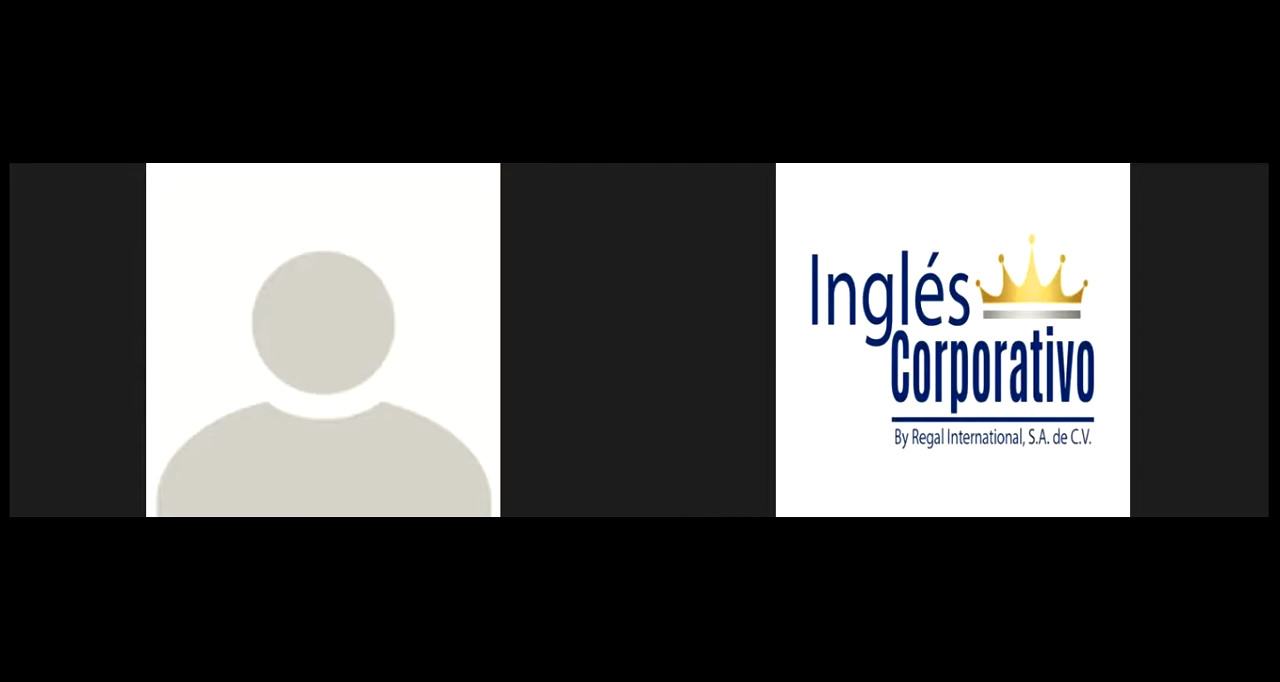 Inglés
Corporativo
By Regal International, S.A. de C.V.